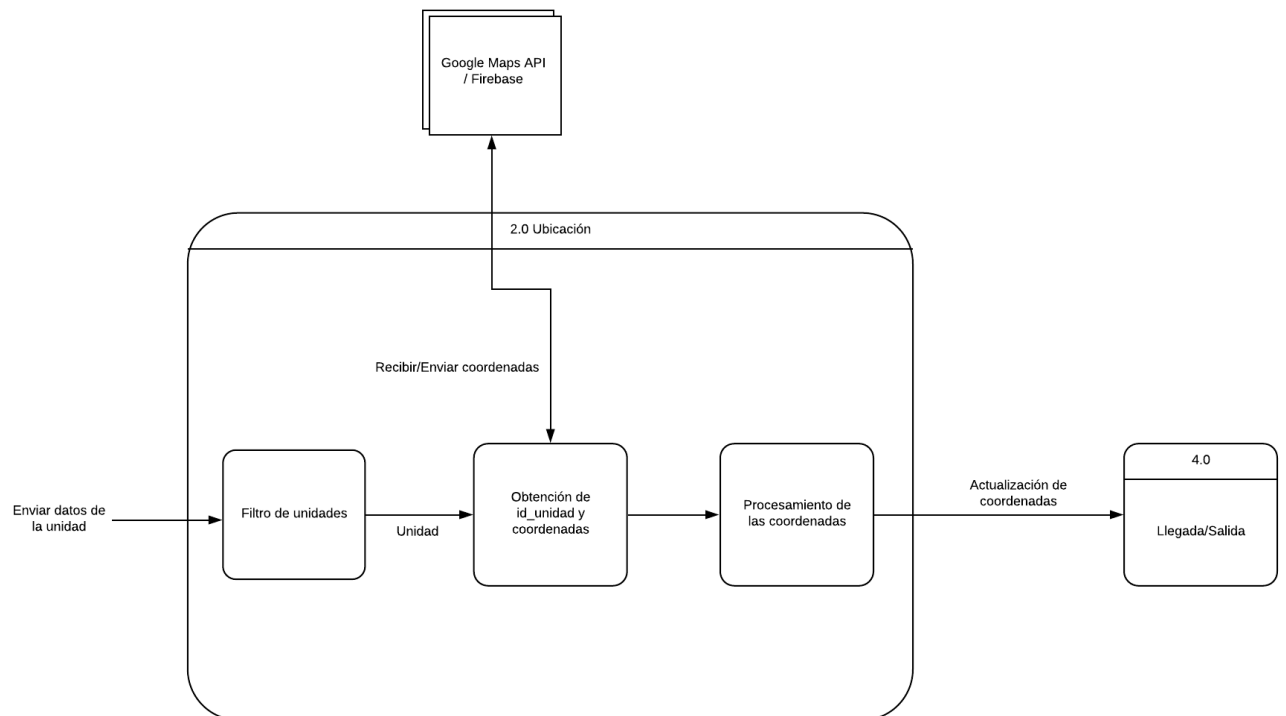 Google Maps API
/ Firebase
2.0 Ubicación
Recibir/Enviar coordenadas
Enviar datos de
la unidad
Filtro de unidades
Unidad
Obtención de
id_unidad y
coordenadas
Procesamiento de
las coordenadas
Actualización de
coordenadas
4.0
Llegada/Salida